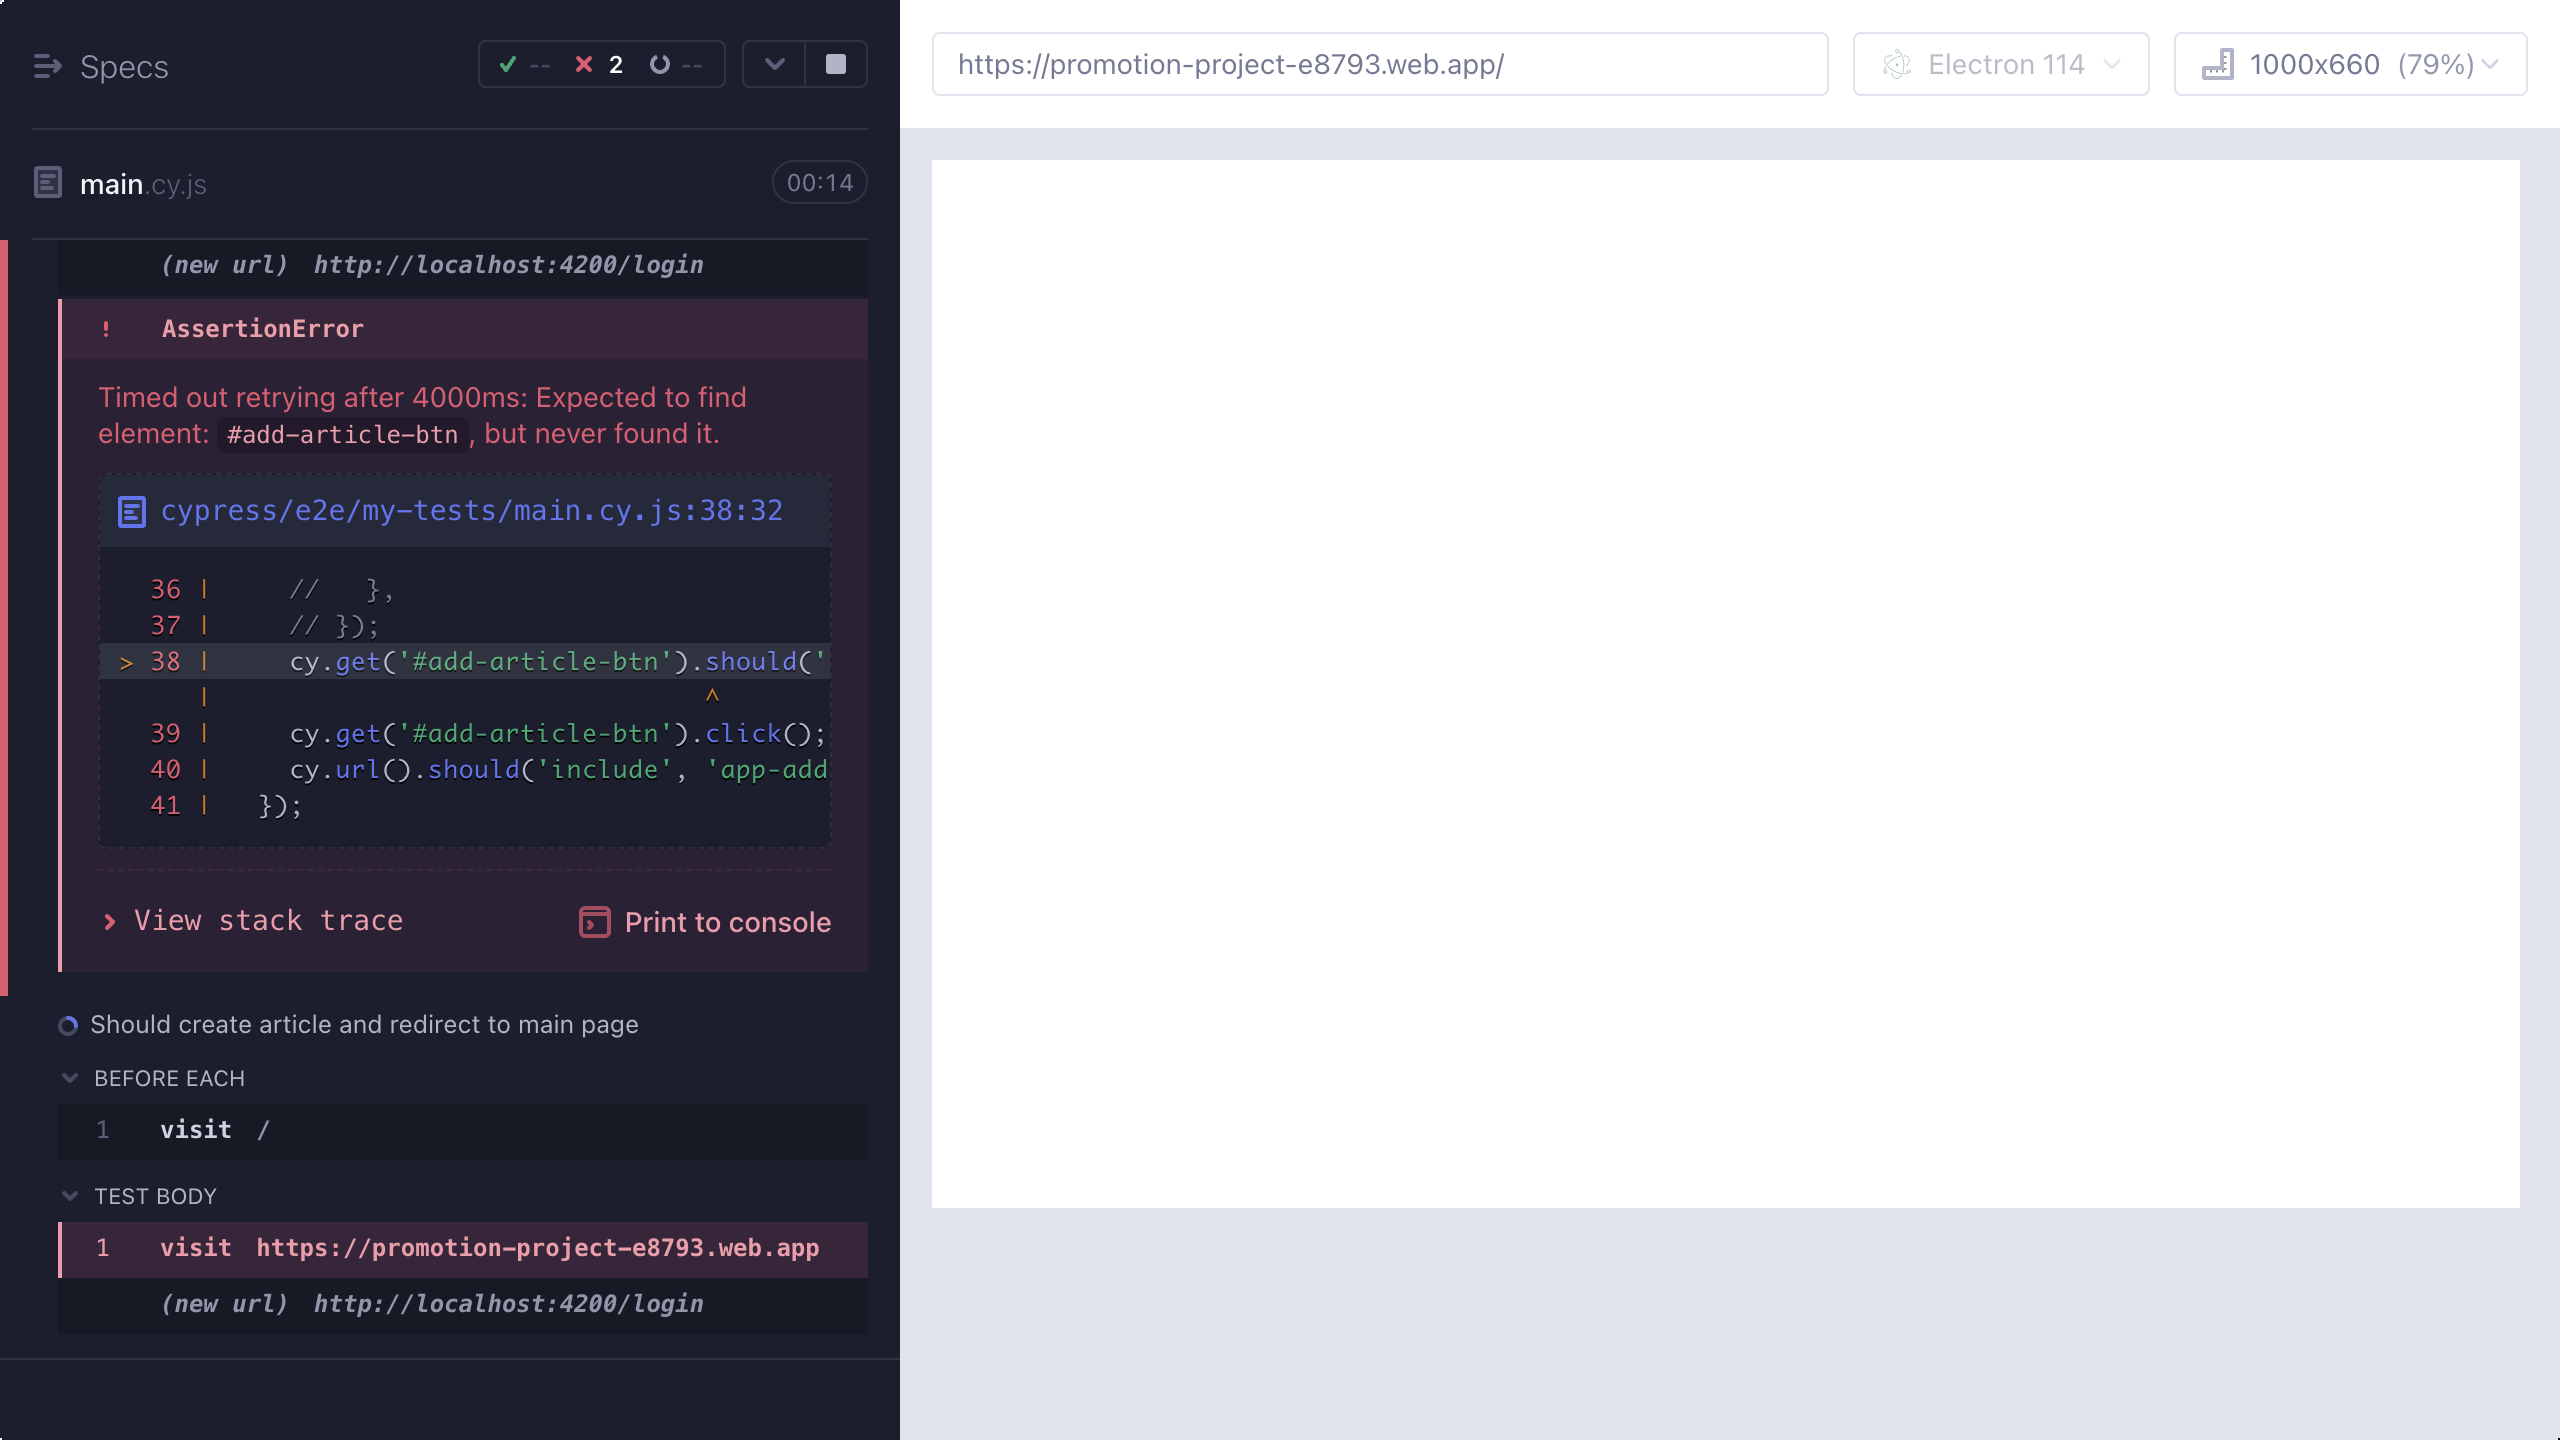 Specs
-- 2 --
main.cy.js
00:14
(new url) http://localhost:4200/login
! AssertionError
Timed out retrying after 4000ms: Expected to find
element: #add-article-btn, but never found it.
cypress/e2e/my-tests/main.cy.js:38:32
36 | // },
37 | // });
> 38 | cy.get('#add-article-btn').should('
| ^
39 | cy.get('#add-article-btn').click();
40 | cy.url().should('include', 'app-add
41 | });
View stack trace
Print to console
Should create article and redirect to main page
BEFORE EACH
1 visit /
TEST BODY
1 visit https://promotion-project-e8793.web.app
(new url) http://localhost:4200/login
https://promotion-project-e8793.web.app/
Electron 114
1000x660 (79%)